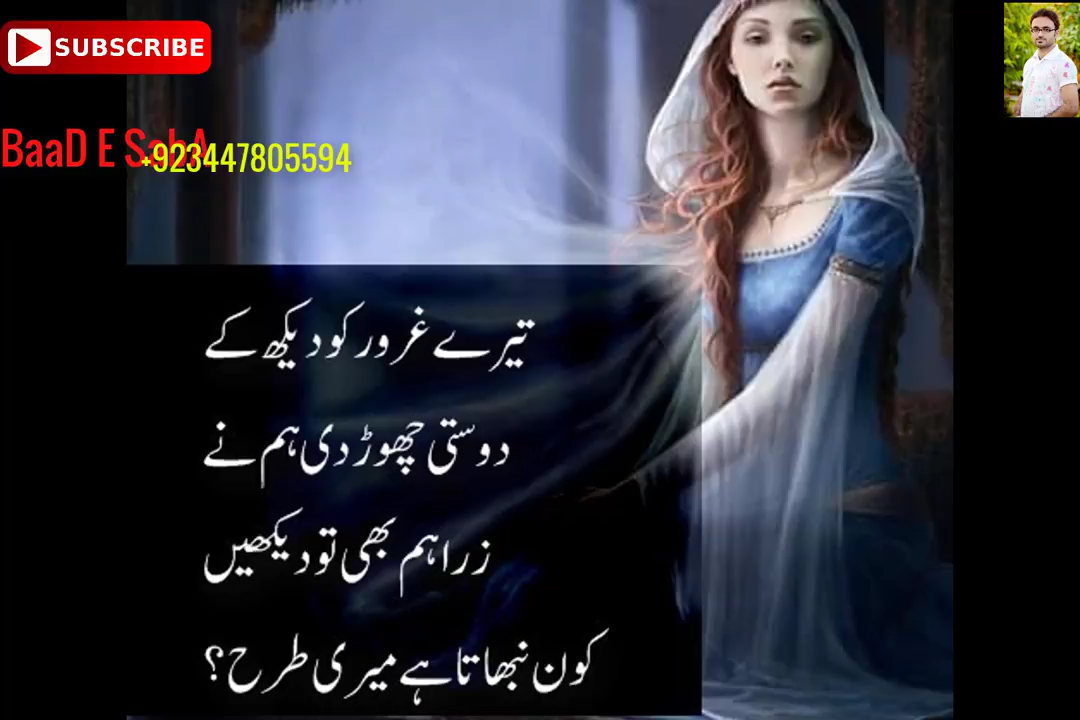 SUBSCRIBE
BaaD E SabA
+923447805594
تیرے غرور کو دیکھ کے
دوستی چھوڑ دی ہم نے
زرا ہم بھی تو دیکھیں
کون نبھاتا ہے میری طرح؟